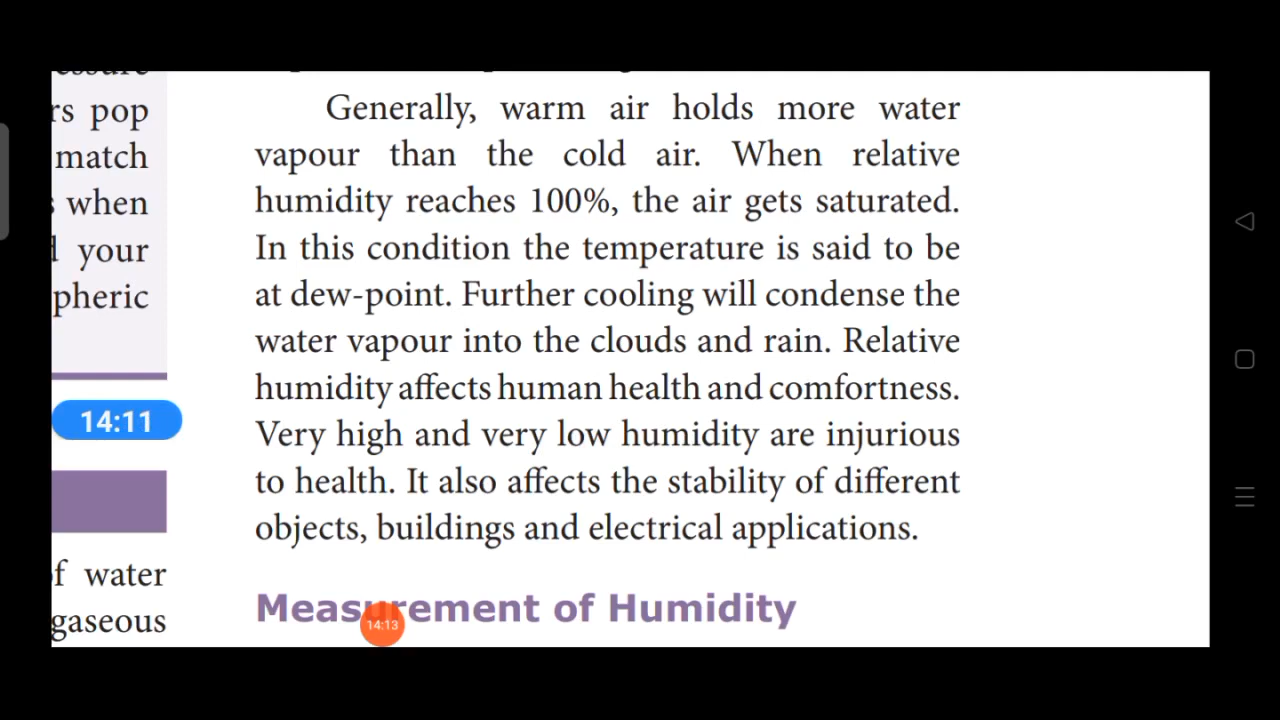 rs pop
match
when
your
pheric
14:11
of water
gaseous
Generally, warm air holds more water
vapour than the cold air. When relative
humidity reaches 100%, the air gets saturated.
In this condition the temperature is said to be
at dew-point. Further cooling will condense the
water vapour into the clouds and rain. Relative
humidity affects human health and comfortness.
Very high and very low humidity are injurious
to health. It also affects the stability of different
objects, buildings and electrical applications.
Measurement of Humidity
14:13